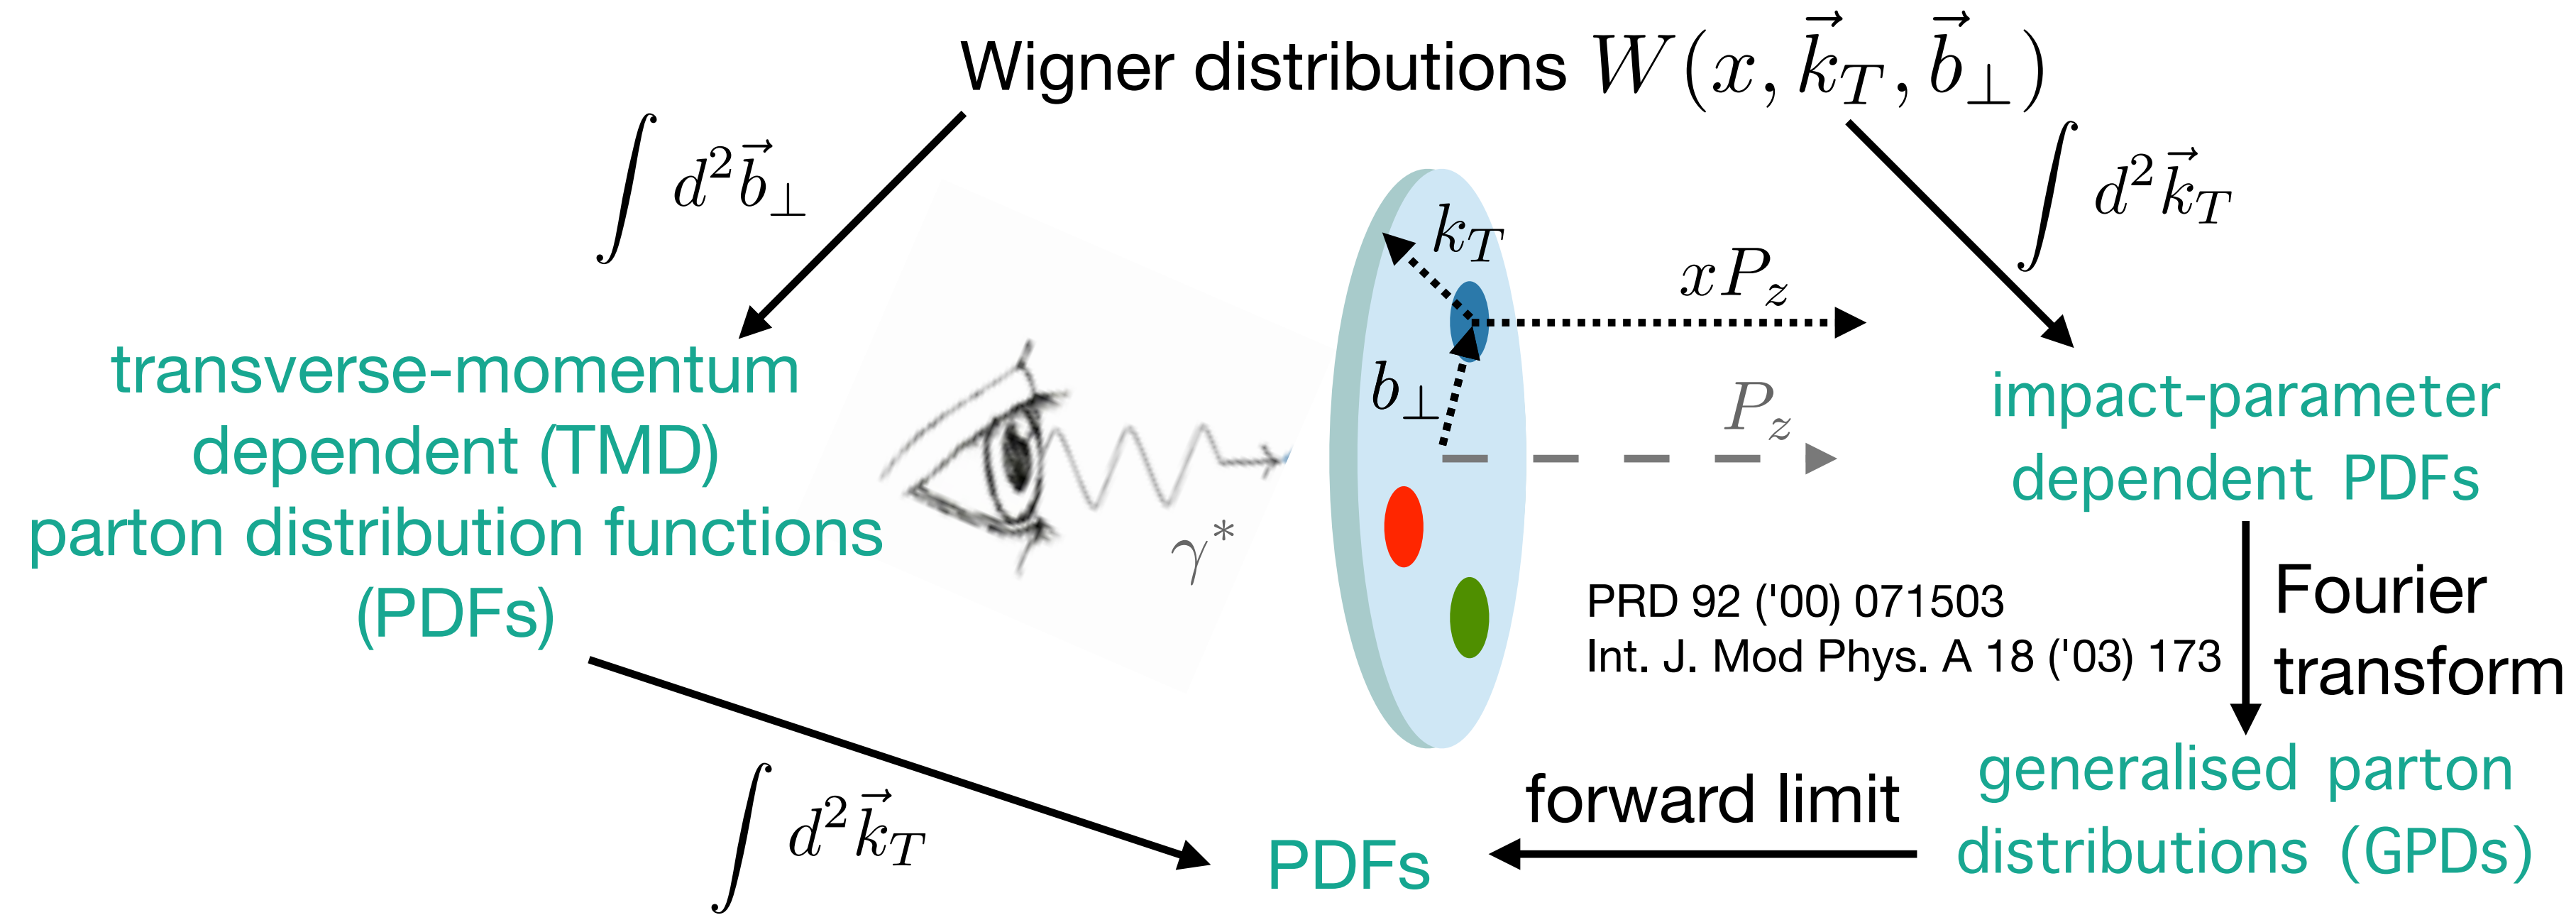 Wigner distributions W(x, k⃗_T, b⃗_⊥)
∫ d²b⃗_⊥
∫ d²k⃗_T
k_T
xP_z
b_⊥
P_z
γ*
transverse-momentum
dependent (TMD)
parton distribution functions
(PDFs)
impact-parameter
dependent PDFs
PRD 92 ('00) 071503
Int. J. Mod Phys. A 18 ('03) 173
Fourier
transform
∫ d²k⃗_T
forward limit
generalised parton
distributions (GPDs)
PDFs